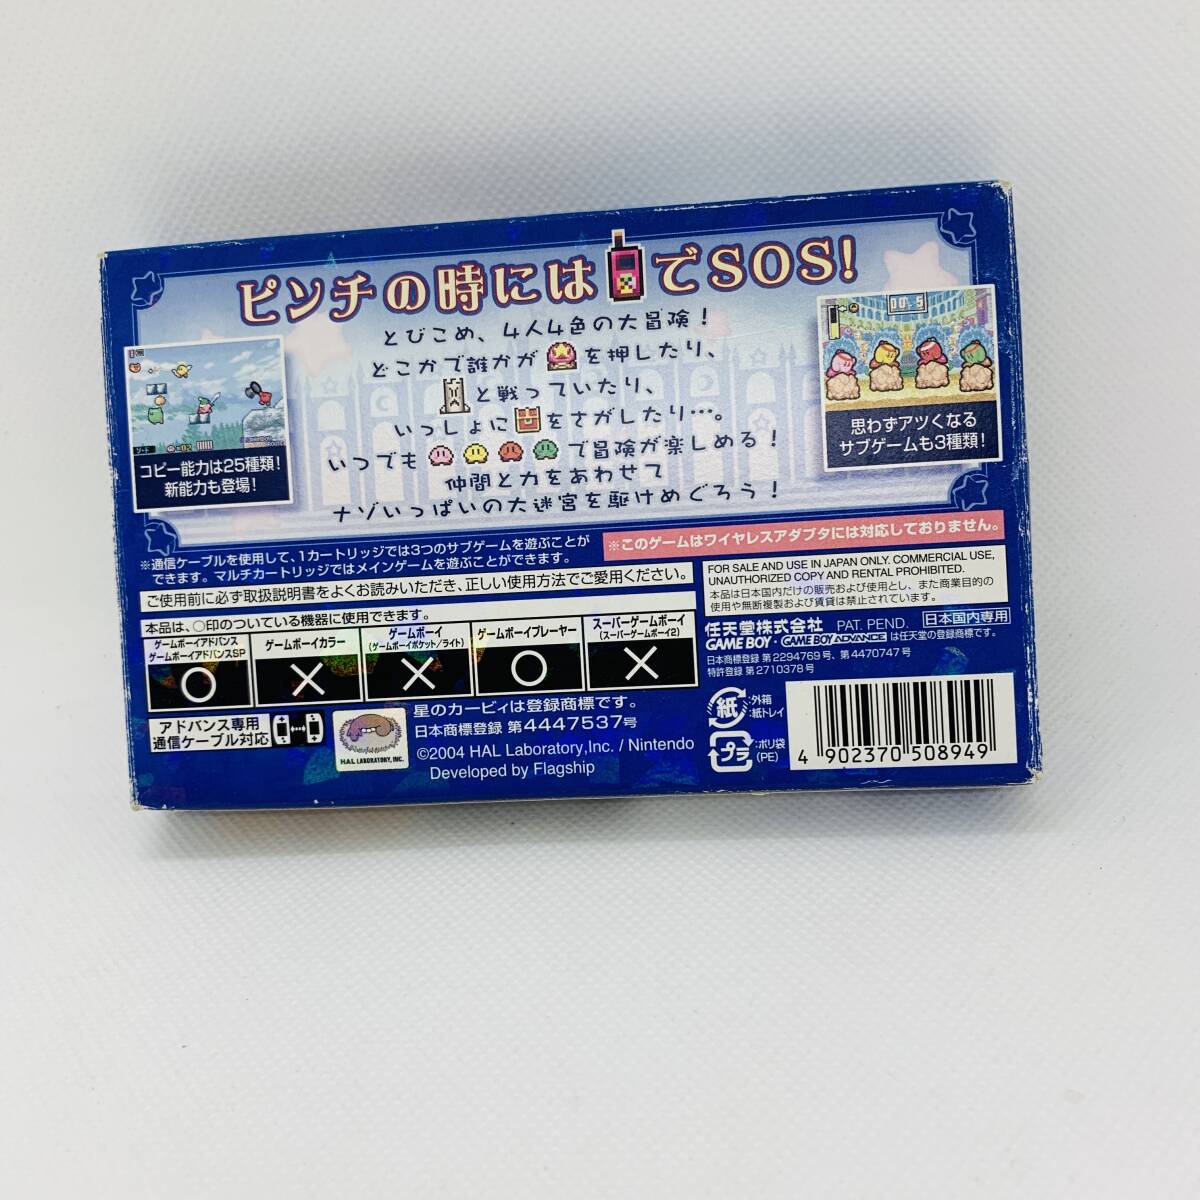 ピンチの時にはでSOS!
とびこめ、4人4色の大冒険!
どこかで誰かがを押したり、
と戦っていたり、
いっしょにをさがしたり…。
いつでもで冒険が楽しめる!
仲間と力をあわせて
ナゾいっぱいの大迷宮を駆けめぐろう!
コピー能力は25種類!
新能力も登場!
00.5
思わずアツくなる
サブゲームも3種類!
※通信ケーブルを使用して、1カートリッジでは3つのサブゲームを遊ぶことが
できます。マルチカートリッジではメインゲームを遊ぶことができます。
※このゲームはワイヤレスアダプタには対応しておりません。
ご使用前に必ず取扱説明書をよくお読みいただき、正しい使用方法でご愛用ください。
本品は、○印のついている機器に使用できます。
ゲームボーイアドバンス
ゲームボーイアドバンスSP
ゲームボーイカラー
ゲームボーイ
(ゲームボーイポケット/ライト)
ゲームボーイプレーヤー
スーパーゲームボーイ
(スーパーゲームボーイ2)
○ × × ○ ×
アドバンス専用
通信ケーブル対応
HAL LABORATORY, INC.
星のカービィは登録商標です。
日本商標登録 第4447537号
©2004 HAL Laboratory,Inc. / Nintendo
Developed by Flagship
FOR SALE AND USE IN JAPAN ONLY. COMMERCIAL USE,
UNAUTHORIZED COPY AND RENTAL PROHIBITED.
本品は日本国内だけの販売および使用とし、また商業目的の
使用や無断複製および賃貸は禁止されています。
任天堂株式会社 PAT. PEND. 日本国内専用
GAME BOY・GAME BOY ADVANCE は任天堂の登録商標です。
日本商標登録 第2294769号、第4470747号
特許登録 第2710378号
紙
:外箱
:紙トレイ
プラ
:ポリ袋
(PE)
4 902370 508949